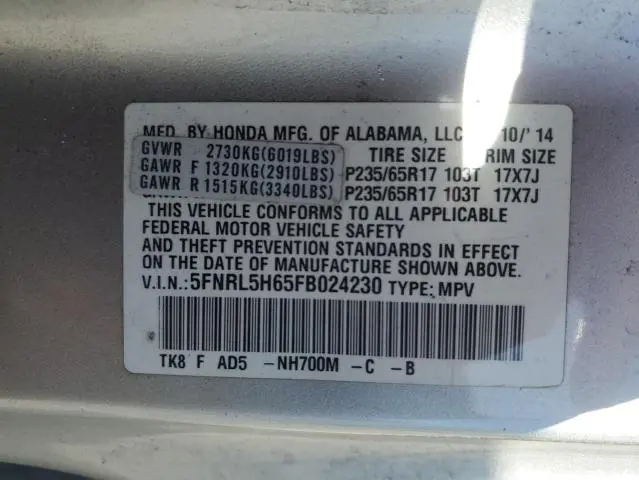 MFD. BY HONDA MFG. OF ALABAMA, LLC 10/'14
GVWR 2730KG(6019LBS) TIRE SIZE RIM SIZE
GAWR F 1320KG(2910LBS) P235/65R17 103T 17X7J
GAWR R 1515KG(3340LBS) P235/65R17 103T 17X7J
THIS VEHICLE CONFORMS TO ALL APPLICABLE
FEDERAL MOTOR VEHICLE SAFETY
AND THEFT PREVENTION STANDARDS IN EFFECT
ON THE DATE OF MANUFACTURE SHOWN ABOVE.
V.I.N.:5FNRL5H65FB024230 TYPE: MPV
TK8 F AD5 -NH700M -C -B